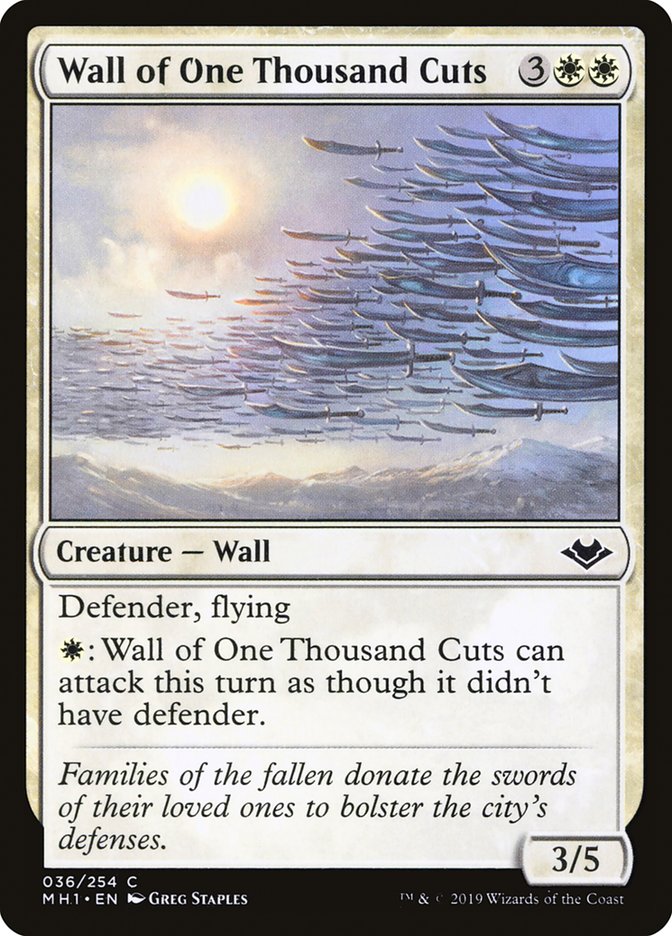 Wall of One Thousand Cuts 3
Creature — Wall
Defender, flying
: Wall of One Thousand Cuts can
attack this turn as though it didn't
have defender.
Families of the fallen donate the swords
of their loved ones to bolster the city's
defenses.
3/5
036/254 C
MH1 • EN Greg Staples
™ & © 2019 Wizards of the Coast